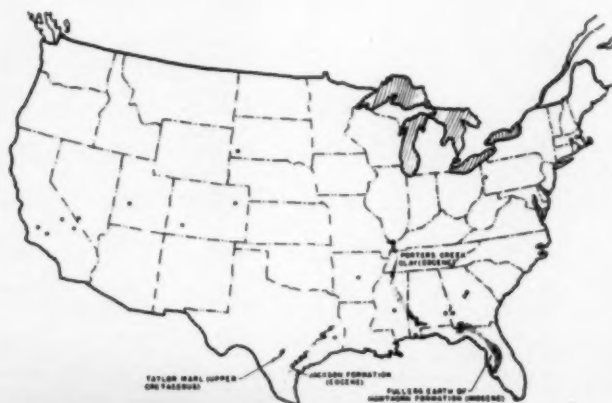 PORTERS CREEK
CLAY (EOCENE)
TAYLOR MARL (UPPER
CRETACEOUS)
JACKSON FORMATION
(EOCENE)
FULLERS EARTH OF
HAWTHORN FORMATION (MIOCENE)